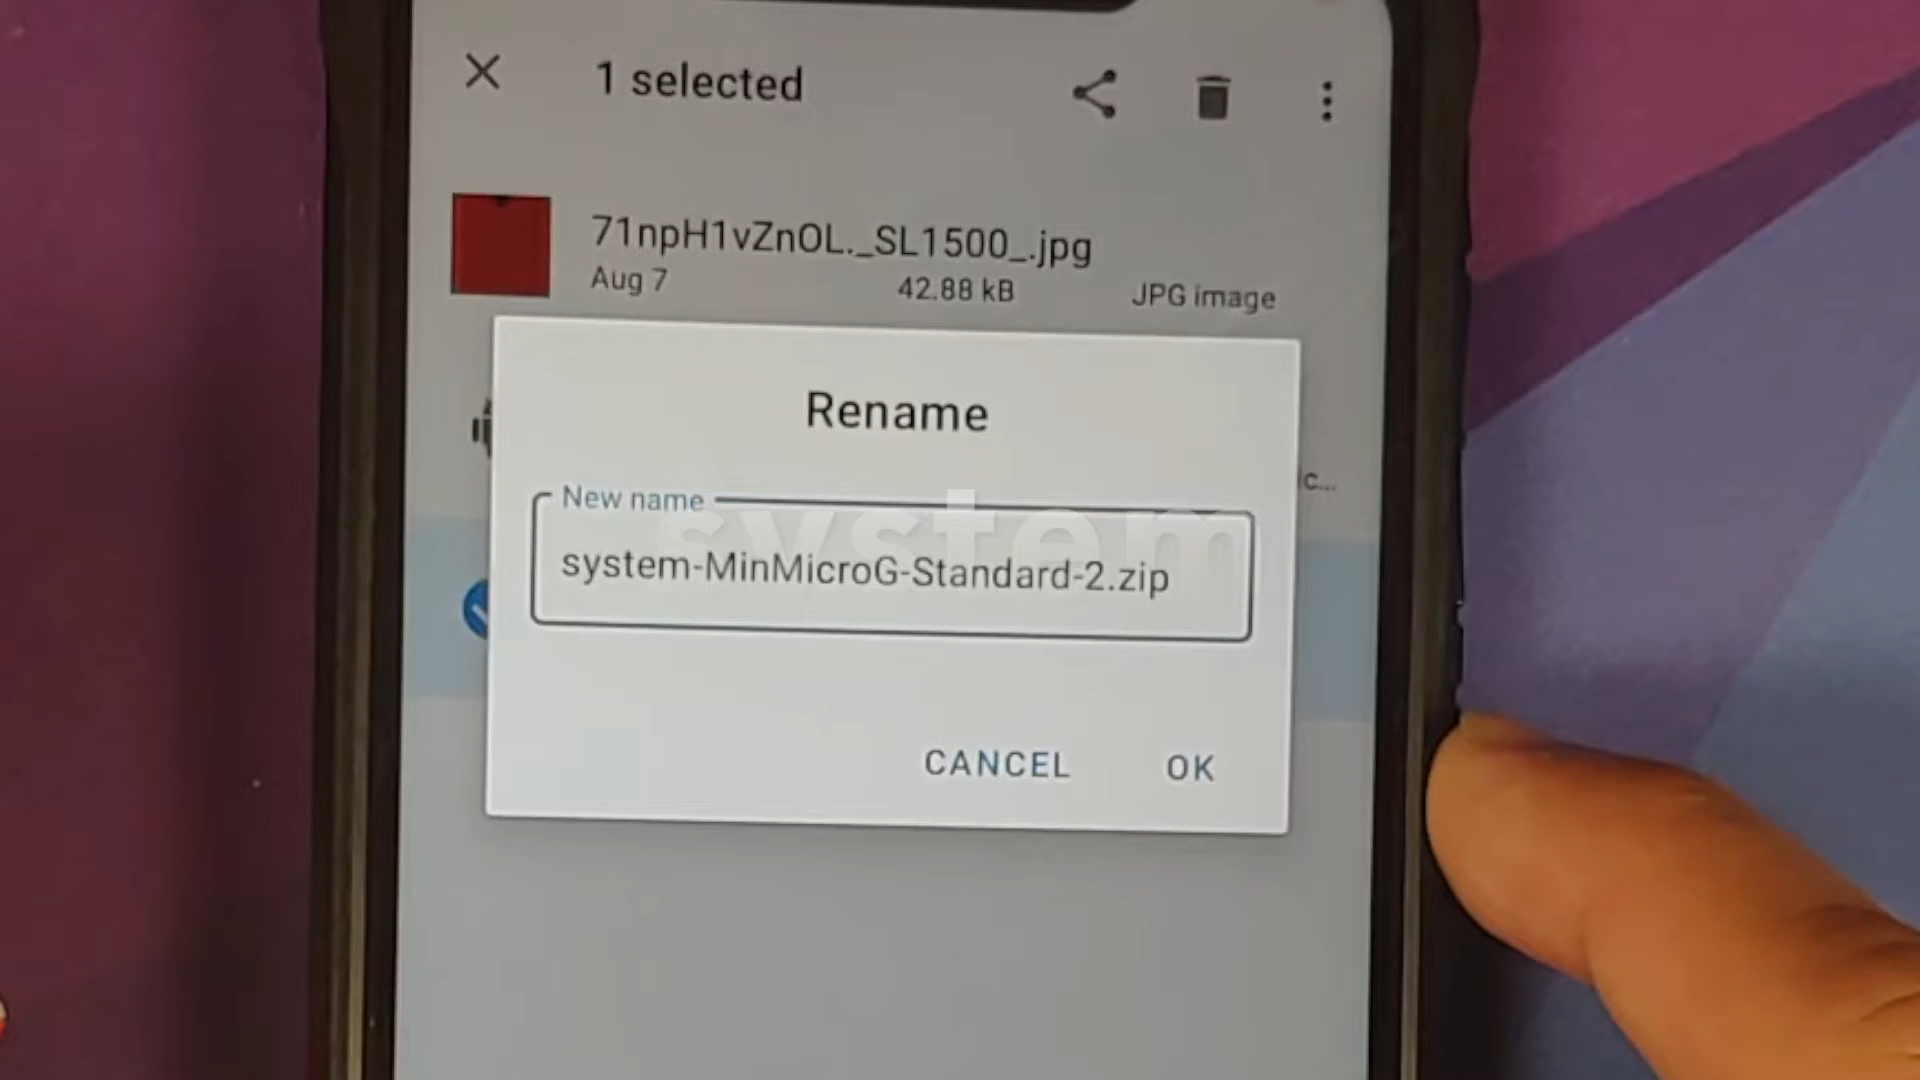 1 selected
71npH1vZnOL._SL1500_.jpg
Aug 7 42.88 kB JPG image
Rename
New name
system
system-MinMicroG-Standard-2.zip
CANCEL OK